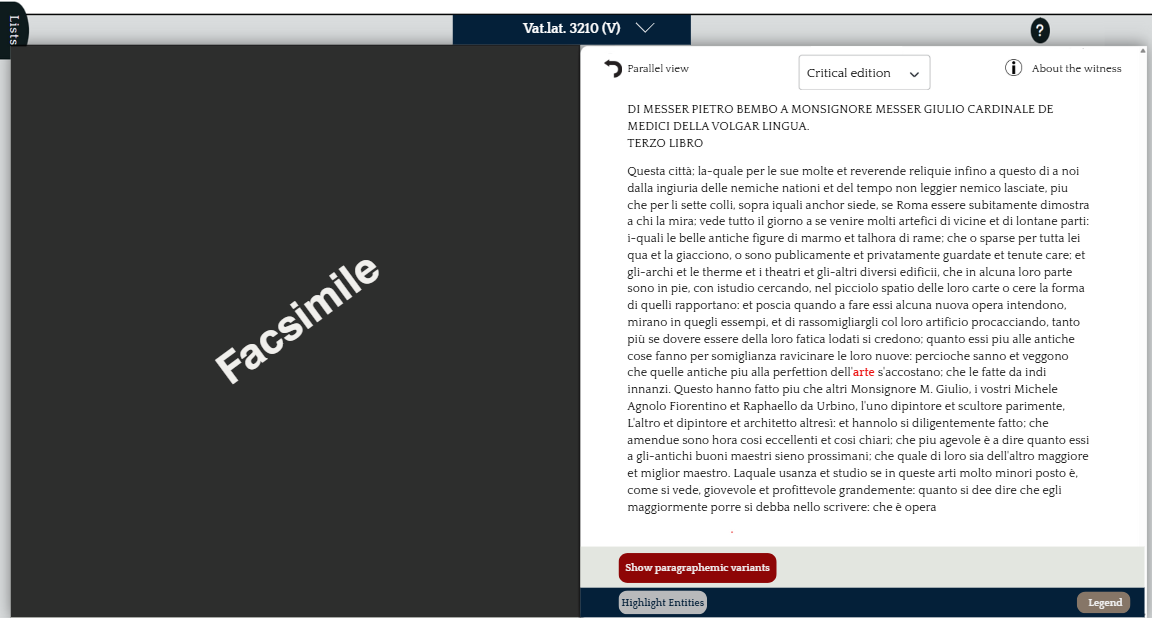 Lists
Vat.lat. 3210 (V)
?
Facsimile
Parallel view
Critical edition
About the witness
DI MESSER PIETRO BEMBO A MONSIGNORE MESSER GIULIO CARDINALE DE
MEDICI DELLA VOLGAR LINGUA.
TERZO LIBRO
Questa città; la-quale per le sue molte et reverende reliquie infino a questo di a noi
dalla ingiuria delle nemiche nationi et del tempo non leggier nemico lasciate, piu
che per li sette colli, sopra iquali anchor siede, se Roma essere subitamente dimostra
a chi la mira; vede tutto il giorno a se venire molti artefici di vicine et di lontane parti:
i-quali le belle antiche figure di marmo et talhora di rame; che o sparse per tutta lei
qua et la giacciono, o sono publicamente et privatamente guardate et tenute care: et
gli-archi et le therme et i theatri et gli-altri diversi edificii, che in alcuna loro parte
sono in pie, con istudio cercando, nel picciolo spatio delle loro carte o cere la forma
di quelli rapportano: et poscia quando a fare essi alcuna nuova opera intendono,
mirano in quegli essempi, et di rassomigliargli col loro artificio procacciando, tanto
più se dovere essere della loro fatica lodati si credono; quanto essi piu alle antiche
cose fanno per somiglianza ravicinare le loro nuove: percioche sanno et veggono
che quelle antiche piu alla perfettion dell'arte s'accostano; che le fatte da indi
innanzi. Questo hanno fatto piu che altri Monsignore M. Giulio, i vostri Michele
Agnolo Fiorentino et Raphaello da Urbino, l'uno dipintore et scultore parimente,
L'altro et dipintore et architetto altresì: et hannolo si diligentemente fatto; che
amendue sono hora cosi eccellenti et cosi chiari; che piu agevole è a dire quanto essi
a gli-antichi buoni maestri sieno prossimani; che quale di loro sia dell'altro maggiore
et miglior maestro. Laquale usanza et studio se in queste arti molto minori posto è,
come si vede, giovevole et profittevole grandemente: quanto si dee dire che egli
maggiormente porre si debba nello scrivere: che è opera
Show paragraphemic variants
Highlight Entities
Legend